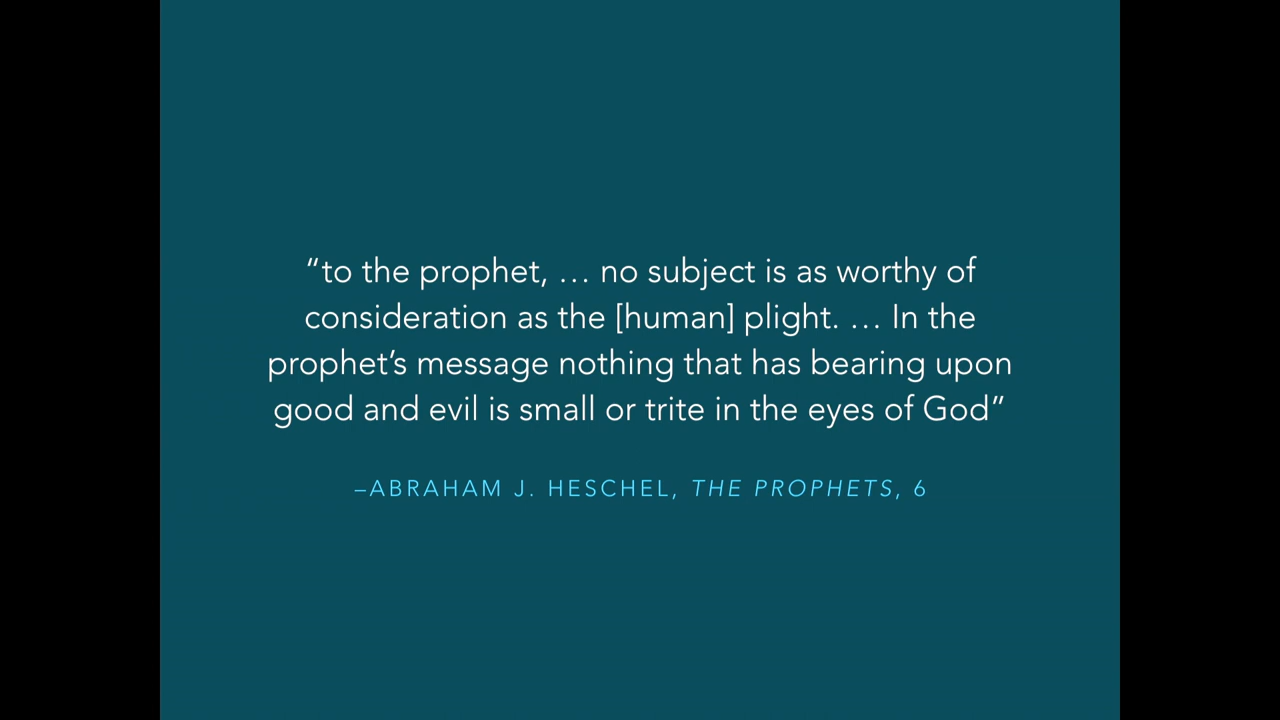 “to the prophet, … no subject is as worthy of
consideration as the [human] plight. … In the
prophet’s message nothing that has bearing upon
good and evil is small or trite in the eyes of God”
–ABRAHAM J. HESCHEL, THE PROPHETS, 6